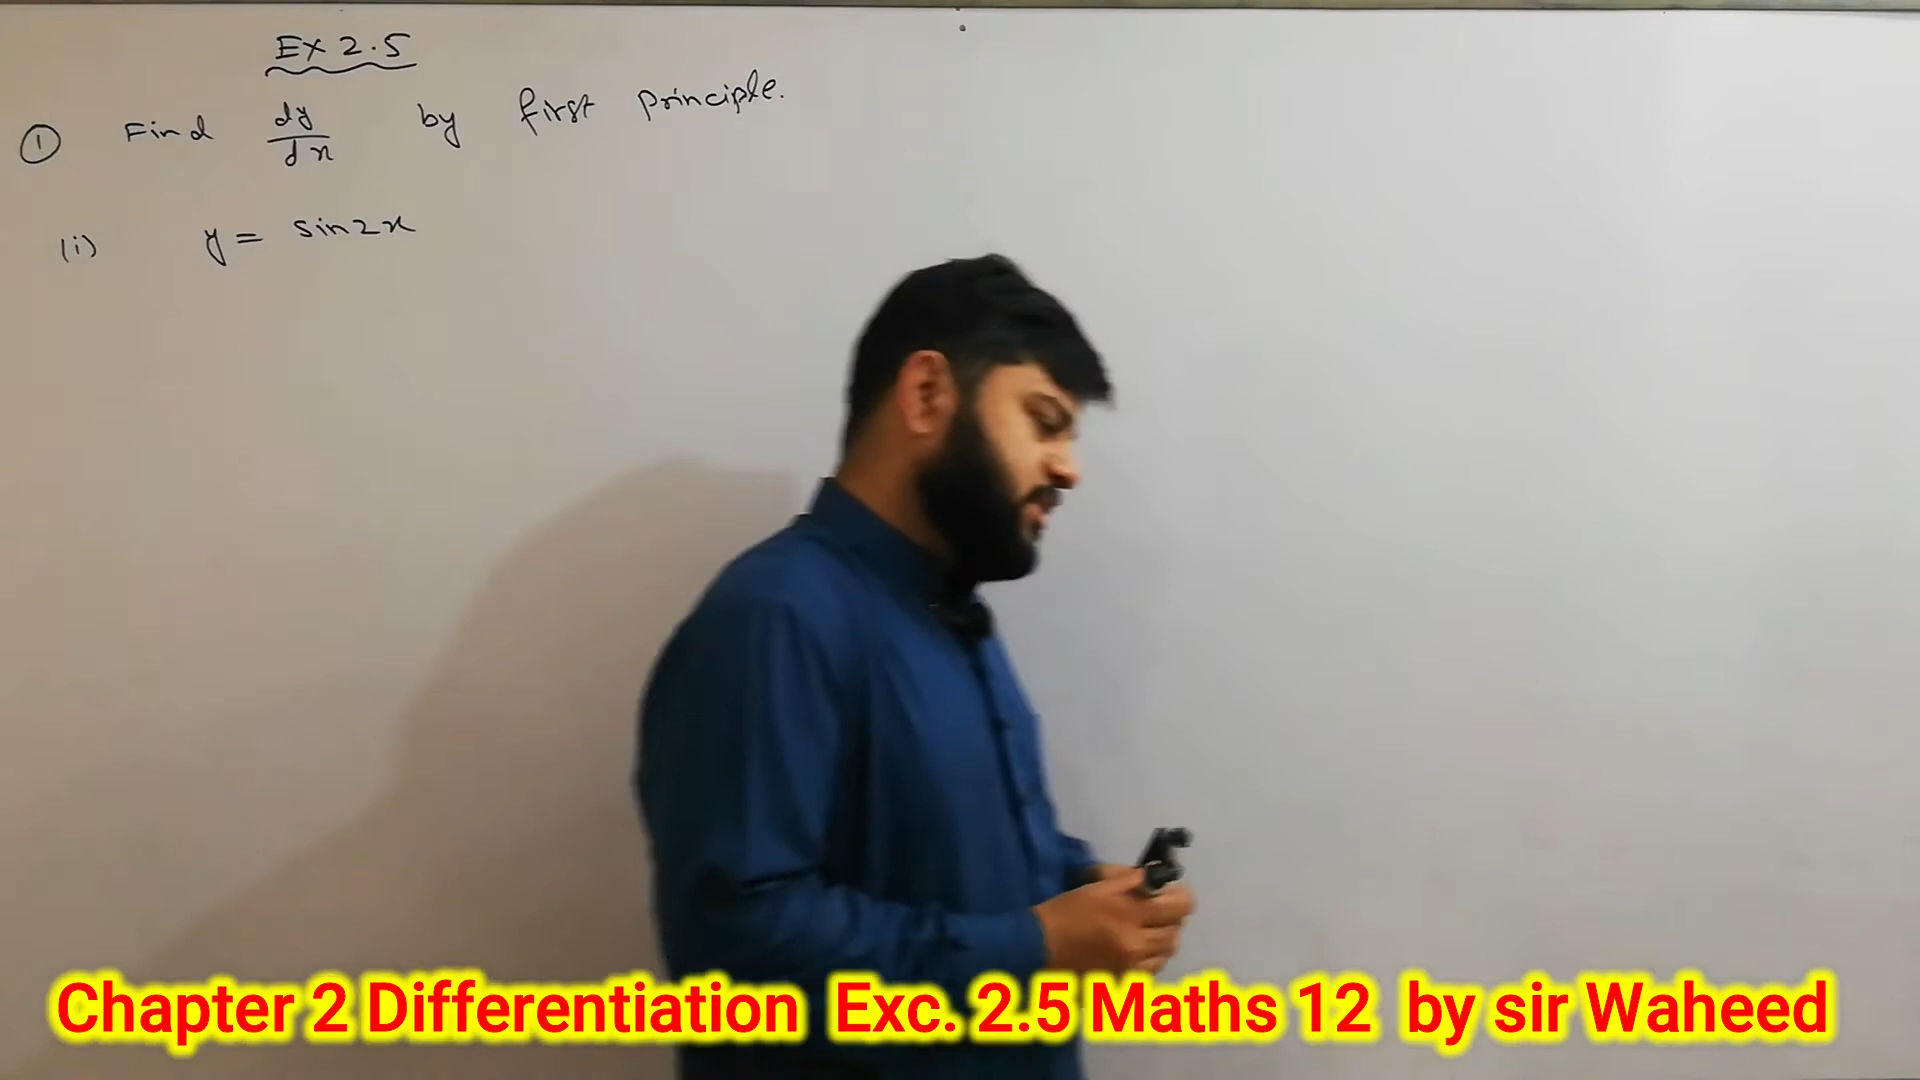 Ex 2.5
① Find dy/dx by first principle.
(i) y = sin2x
Chapter 2 Differentiation Exc. 2.5 Maths 12 by sir Waheed